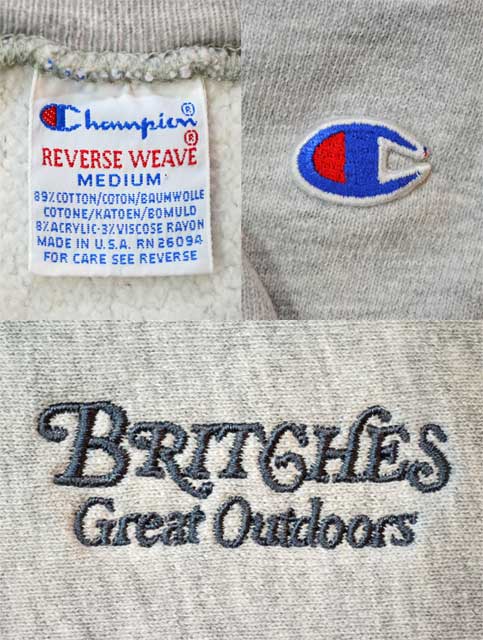 Champion®
REVERSE WEAVE®
MEDIUM
89% COTTON/COTON/BAUMWOLLE
COTONE/KATOEN/BOMULD
8% ACRYLIC·3% VISCOSE RAYON
MADE IN U.S.A. RN 26094
FOR CARE SEE REVERSE
BRITCHES
Great Outdoors